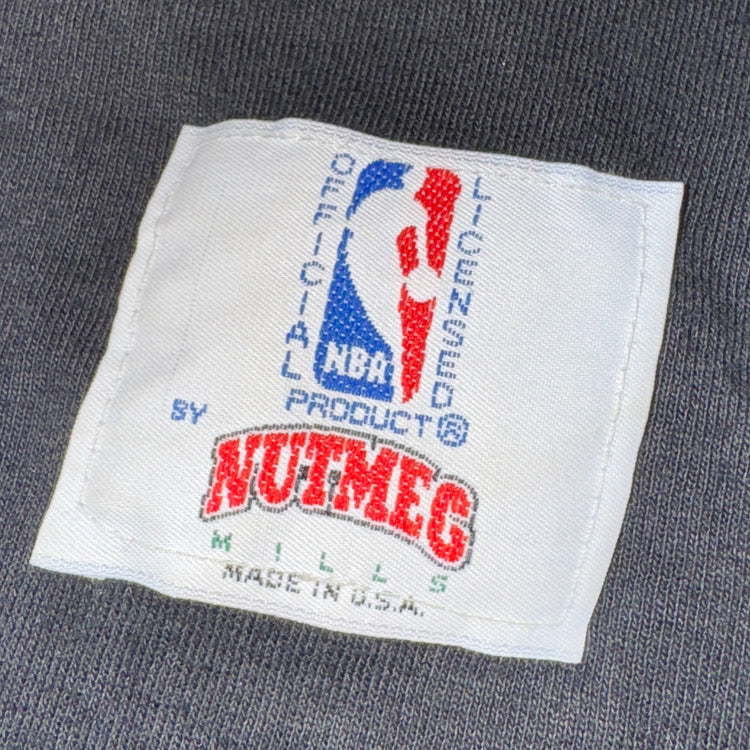 OFFICIAL
LICENSED
NBA
PRODUCT®
BY
NUTMEG
MILLS
MADE IN U.S.A.